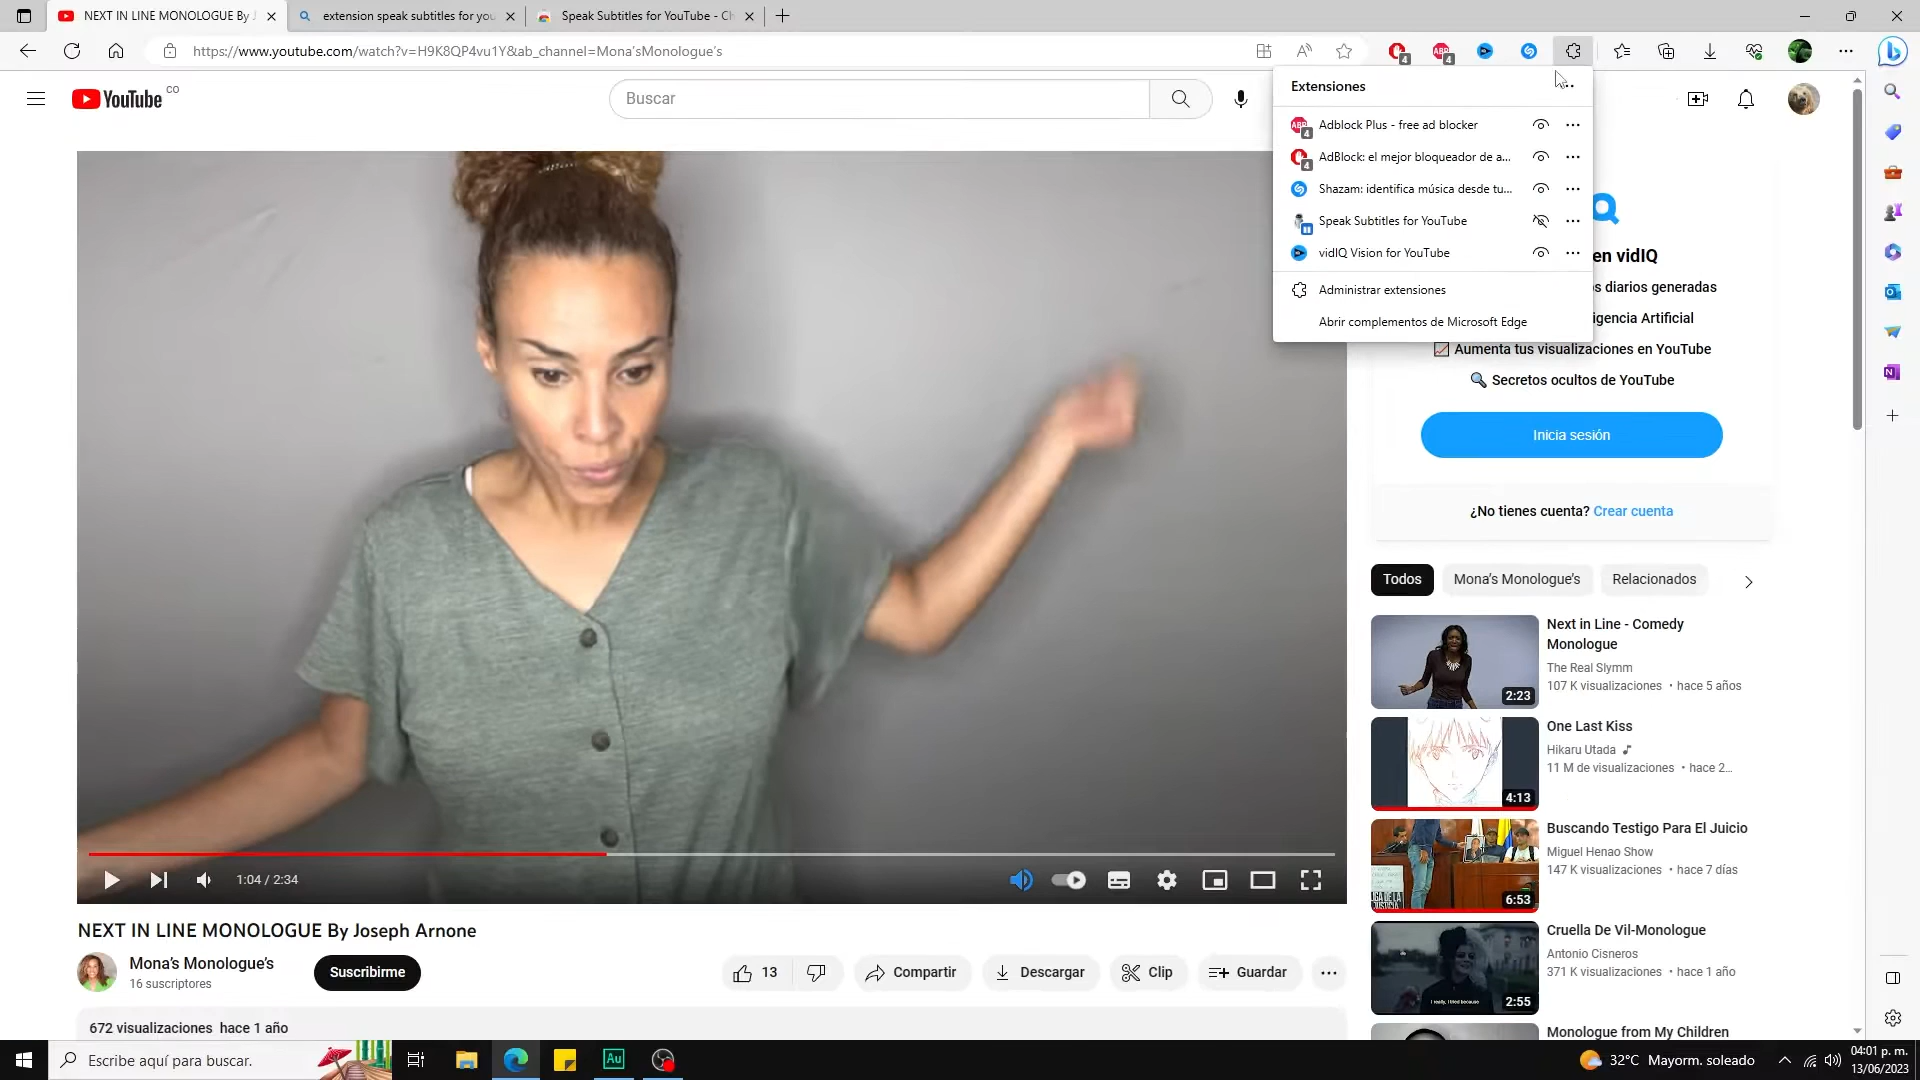 NEXT IN LINE MONOLOGUE By J
extension speak subtitles for you
Speak Subtitles for YouTube - Ch
https://www.youtube.com/watch?v=H9K8QP4vu1Y&ab_channel=Mona'sMonologue's
4
ABP
4
YouTube
CO
Buscar
Extensiones
ABP
4
Adblock Plus - free ad blocker
4
AdBlock: el mejor bloqueador de a...
Shazam: identifica música desde tu...
Speak Subtitles for YouTube
vidIQ Vision for YouTube
Administrar extensiones
Abrir complementos de Microsoft Edge
en vidIQ
s diarios generadas
igencia Artificial
Aumenta tus visualizaciones en YouTube
Secretos ocultos de YouTube
Inicia sesión
¿No tienes cuenta? Crear cuenta
Todos
Mona's Monologue's
Relacionados
2:23
Next in Line - Comedy
Monologue
The Real Slymm
107 K visualizaciones • hace 5 años
4:13
One Last Kiss
Hikaru Utada
11 M de visualizaciones • hace 2...
6:53
Buscando Testigo Para El Juicio
Miguel Henao Show
147 K visualizaciones • hace 7 días
2:55
Cruella De Vil-Monologue
Antonio Cisneros
371 K visualizaciones • hace 1 año
Monologue from My Children
1:04 / 2:34
NEXT IN LINE MONOLOGUE By Joseph Arnone
Mona's Monologue's
16 suscriptores
Suscribirme
13
Compartir
Descargar
Clip
Guardar
672 visualizaciones hace 1 año
Escribe aquí para buscar.
Au
32°C Mayorm. soleado
04:01 p. m.
13/06/2023